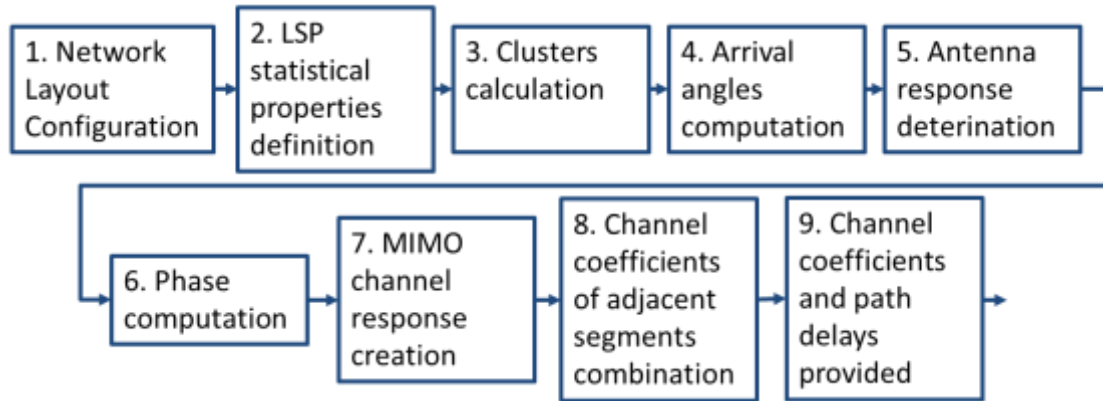 1. Network
Layout
Configuration
2. LSP
statistical
properties
definition
3. Clusters
calculation
4. Arrival
angles
computation
5. Antenna
response
deterination
6. Phase
computation
7. MIMO
channel
response
creation
8. Channel
coefficients
of adjacent
segments
combination
9. Channel
coefficients
and path
delays
provided